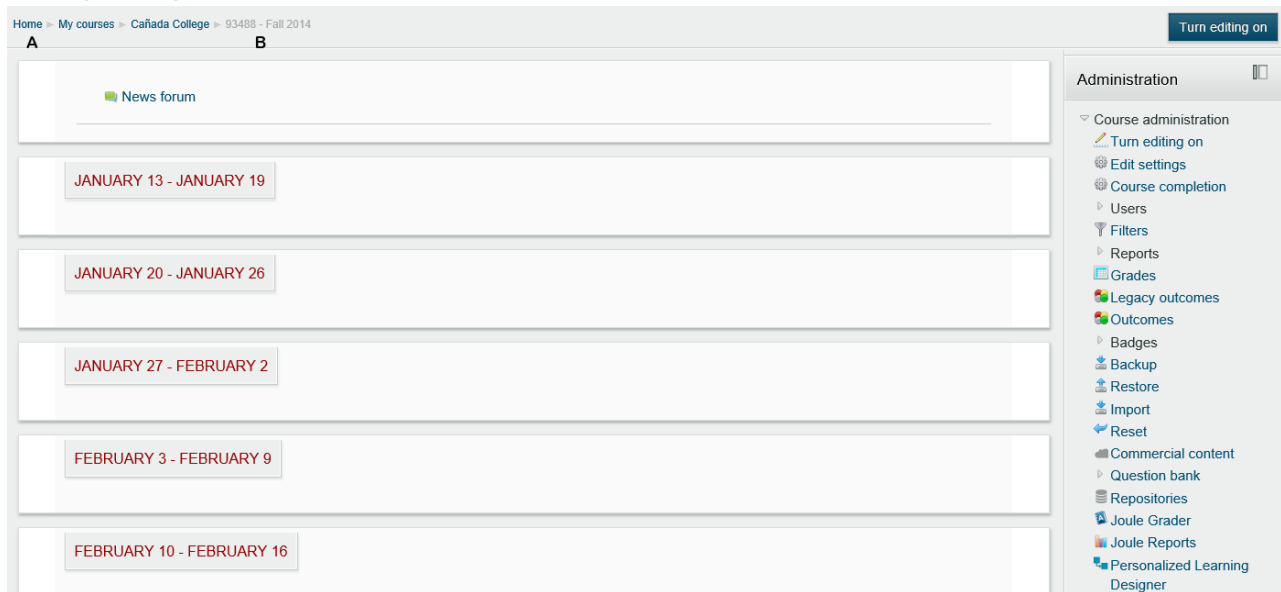 Home ► My courses ► Cañada College ► 93488 - Fall 2014
Turn editing on
A B
News forum
JANUARY 13 - JANUARY 19
JANUARY 20 - JANUARY 26
JANUARY 27 - FEBRUARY 2
FEBRUARY 3 - FEBRUARY 9
FEBRUARY 10 - FEBRUARY 16
Administration
Course administration
Turn editing on
Edit settings
Course completion
Users
Filters
Reports
Grades
Legacy outcomes
Outcomes
Badges
Backup
Restore
Import
Reset
Commercial content
Question bank
Repositories
Joule Grader
Joule Reports
Personalized Learning
Designer